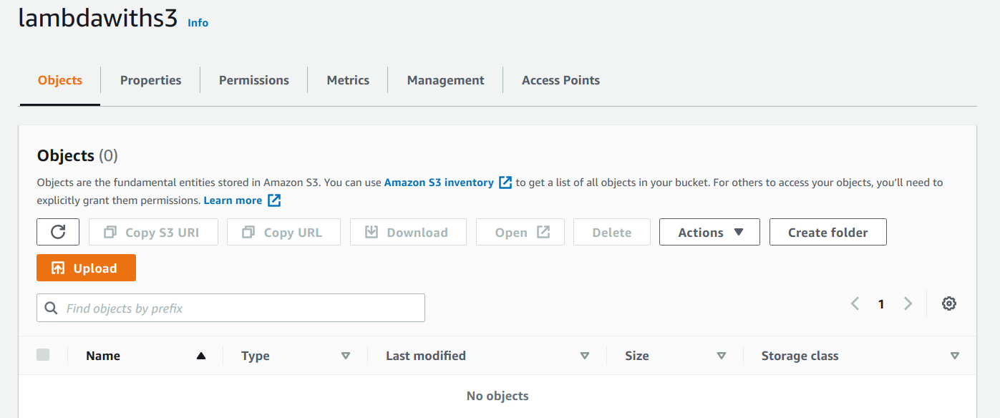 lambdawiths3 Info
Objects Properties Permissions Metrics Management Access Points
Objects (0)
Objects are the fundamental entities stored in Amazon S3. You can use Amazon S3 inventory to get a list of all objects in your bucket. For others to access your objects, you’ll need to
explicitly grant them permissions. Learn more
Copy S3 URI Copy URL Download Open Delete Actions Create folder
Upload
Find objects by prefix 1
Name Type Last modified Size Storage class
No objects